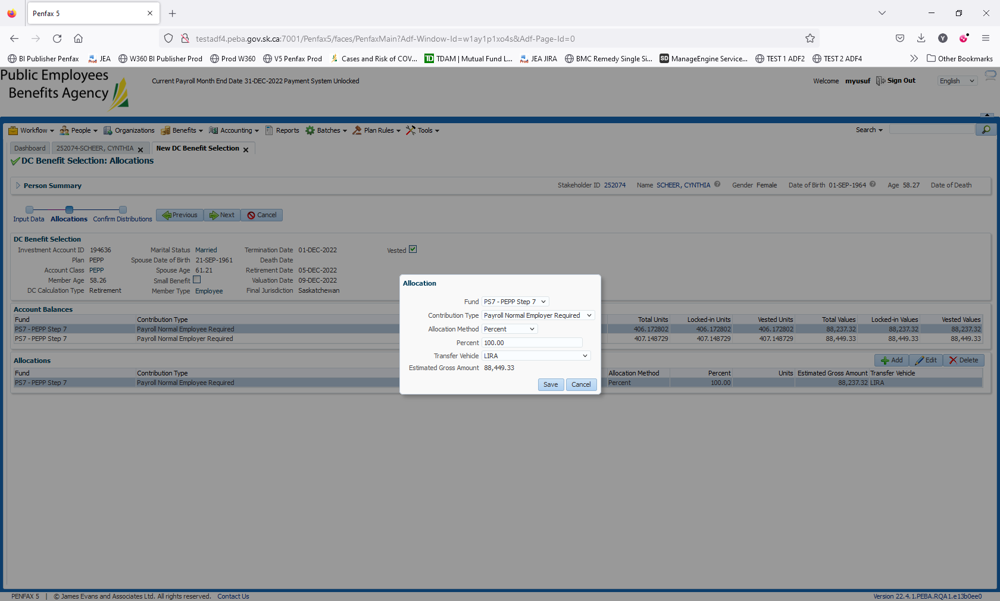 Penfax 5
testadf4.peba.gov.sk.ca:7001/Penfax5/faces/PenfaxMain?Adf-Window-Id=w1ay1p1xo4s&Adf-Page-Id=0
BI Publisher Penfax JEA W360 BI Publisher Prod Prod W360 V5 Penfax Prod Cases and Risk of COV... TD TDAM | Mutual Fund L... JEA JIRA BMC Remedy Single Si... SD ManageEngine Service... TEST 1 ADF2 TEST 2 ADF4 Other Bookmarks
Public Employees
Benefits Agency
Current Payroll Month End Date 31-DEC-2022 Payment System Unlocked
Welcome myusuf Sign Out English
Workflow People Organizations Benefits Accounting Reports Batches Plan Rules Tools Search
Dashboard 252074-SCHEER, CYNTHIA New DC Benefit Selection
DC Benefit Selection: Allocations
Person Summary Stakeholder ID 252074 Name SCHEER, CYNTHIA Gender Female Date of Birth 01-SEP-1964 Age 58.27 Date of Death
Input Data Allocations Confirm Distributions Previous Next Cancel
DC Benefit Selection
Investment Account ID 194636 Marital Status Married Termination Date 01-DEC-2022 Vested
Plan PEPP Spouse Date of Birth 21-SEP-1961 Death Date
Account Class PEPP Spouse Age 61.21 Retirement Date 05-DEC-2022
Member Age 58.26 Small Benefit Valuation Date 09-DEC-2022
DC Calculation Type Retirement Member Type Employee Final Jurisdiction Saskatchewan
Account Balances
Fund Contribution Type Total Units Locked-in Units Vested Units Total Values Locked-in Values Vested Values
PS7 - PEPP Step 7 Payroll Normal Employee Required 406.172802 406.172802 406.172802 88,237.32 88,237.32 88,237.32
PS7 - PEPP Step 7 Payroll Normal Employer Required 407.148729 407.148729 407.148729 88,449.33 88,449.33 88,449.33
Allocations Add Edit Delete
Fund Contribution Type Allocation Method Percent Units Estimated Gross Amount Transfer Vehicle
PS7 - PEPP Step 7 Payroll Normal Employee Required Percent 100.00 88,237.32 LIRA
Allocation
Fund PS7 - PEPP Step 7
Contribution Type Payroll Normal Employer Required
Allocation Method Percent
Percent 100.00
Transfer Vehicle LIRA
Estimated Gross Amount 88,449.33
Save Cancel
PENFAX 5 | © James Evans and Associates Ltd. All rights reserved. Contact Us Version 22.4.1.PEBA.RQA1.e13b0ee0